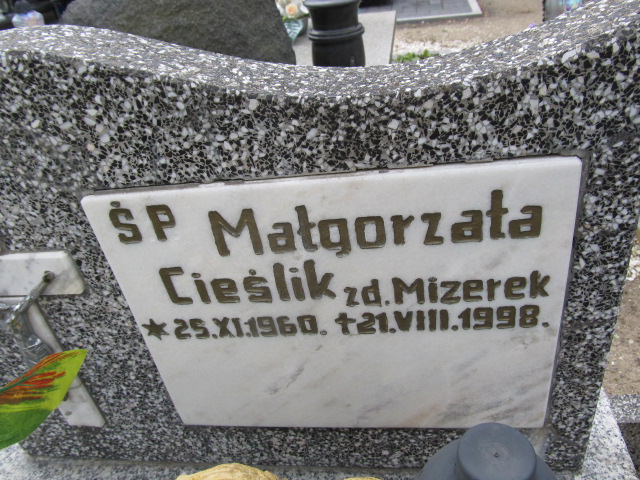 ŚP Małgorzata
Cieślik zd. Mizerek
*25.XI.1960. †21.VIII.1998.